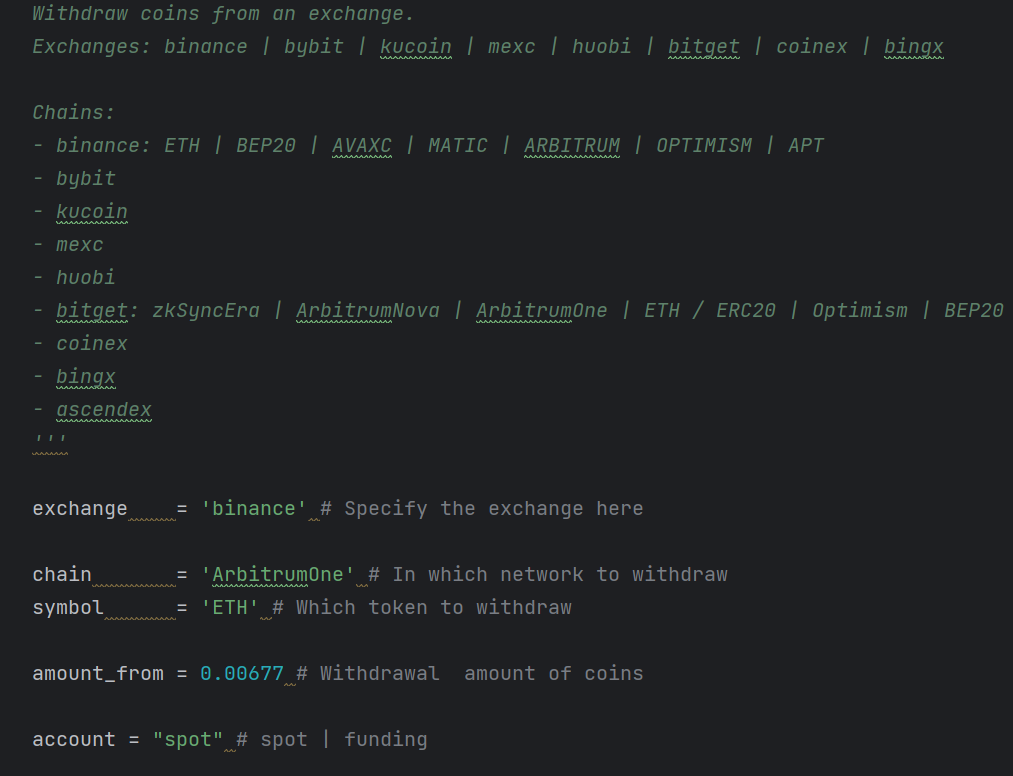 Withdraw coins from an exchange.
Exchanges: binance | bybit | kucoin | mexc | huobi | bitget | coinex | bingx
Chains:
- binance: ETH | BEP20 | AVAXC | MATIC | ARBITRUM | OPTIMISM | APT
- bybit
- kucoin
- mexc
- huobi
- bitget: zkSyncEra | ArbitrumNova | ArbitrumOne | ETH / ERC20 | Optimism | BEP20
- coinex
- bingx
- ascendex
'''
exchange    = 'binance' # Specify the exchange here
chain       = 'ArbitrumOne' # In which network to withdraw
symbol      = 'ETH' # Which token to withdraw
amount_from = 0.00677 # Withdrawal  amount of coins
account = "spot" # spot | funding